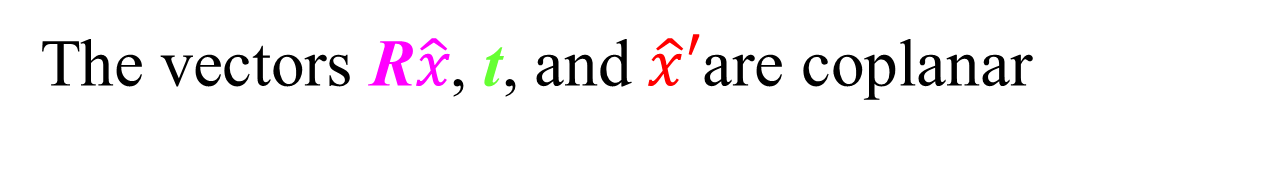 The vectors Rx̂, t, and x̂′ are coplanar